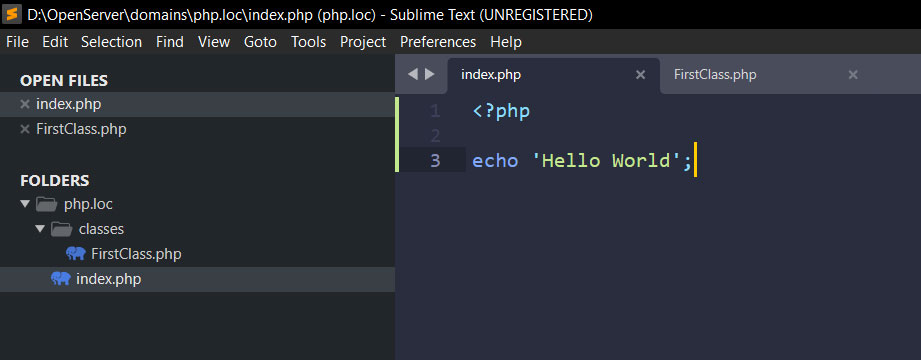 D:\OpenServer\domains\php.loc\index.php (php.loc) - Sublime Text (UNREGISTERED)
File Edit Selection Find View Goto Tools Project Preferences Help
OPEN FILES
index.php
FirstClass.php
FOLDERS
php.loc
classes
FirstClass.php
index.php
index.php FirstClass.php
1 <?php
2
3 echo 'Hello World';